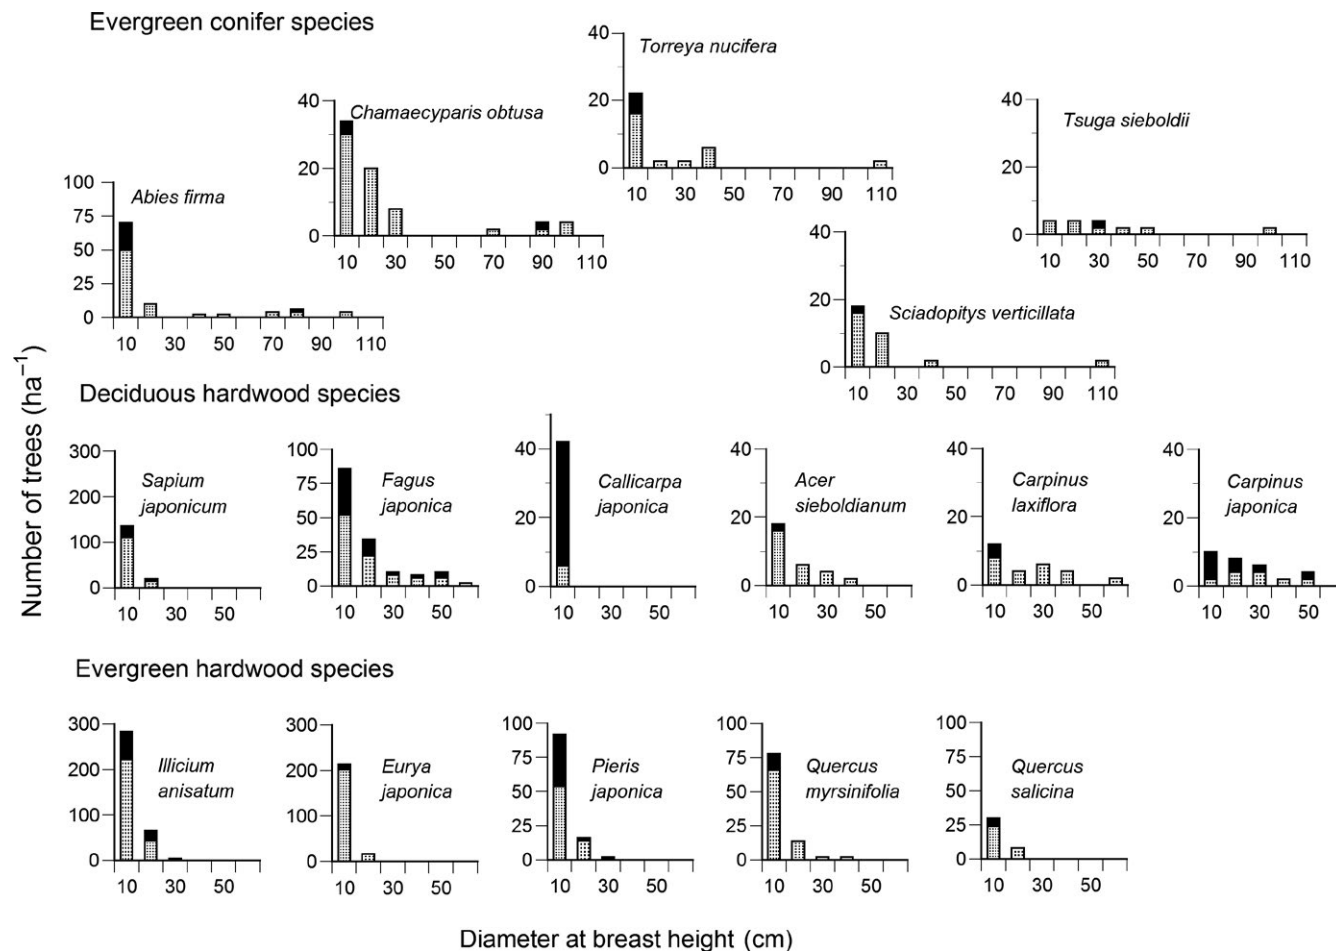 Evergreen conifer species
Torreya nucifera
40
20
0
10 30 50 70 90 110
Chamaecyparis obtusa
40
20
0
10 30 70 90 110
Tsuga sieboldii
40
20
0
10 30 50 70 90 110
Abies firma
100
75
50
25
0
10 30 70 90 110
Sciadopitys verticillata
40
20
0
10 30 50 70 90 110
Number of trees (ha−1)
Deciduous hardwood species
Sapium
japonicum
300
200
100
0
10 30 50
Fagus
japonica
100
75
50
25
0
10 30 50
Callicarpa
japonica
40
20
0
10 30 50
Acer
sieboldianum
40
20
0
10 30 50
Carpinus
laxiflora
40
20
0
10 30 50
Carpinus
japonica
40
20
0
10 30 50
Evergreen hardwood species
Illicium
anisatum
300
200
100
0
10 30 50
Eurya
japonica
300
200
100
0
10 30 50
Pieris
japonica
100
75
50
25
0
10 30 50
Quercus
myrsinifolia
100
75
50
25
0
10 30 50
Quercus
salicina
100
75
50
25
0
10 30 50
Diameter at breast height (cm)